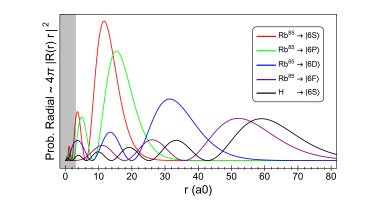 Prob. Radial ~ 4π |R(r) r|²
Rb⁸⁵ → |6S⟩
Rb⁸⁵ → |6P⟩
Rb⁸⁵ → |6D⟩
Rb⁸⁵ → |6F⟩
H → |6S⟩
0 10 20 30 40 50 60 70 80
r (a0)